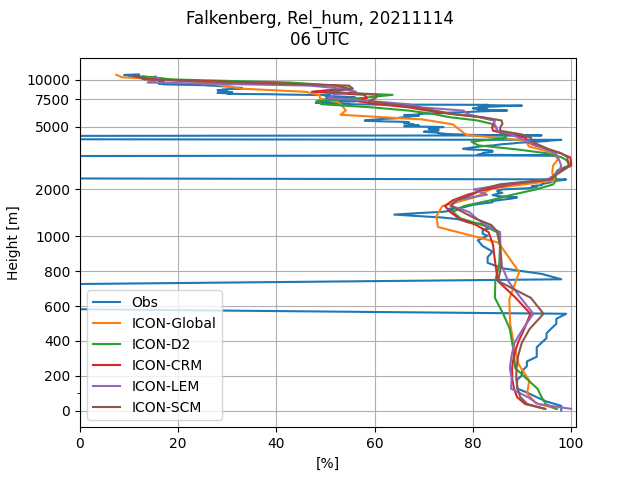 Falkenberg, Rel_hum, 20211114
06 UTC
Height [m]
10000
7500
5000
2000
1000
800
600
400
200
0
Obs
ICON-Global
ICON-D2
ICON-CRM
ICON-LEM
ICON-SCM
0 20 40 60 80 100
[%]